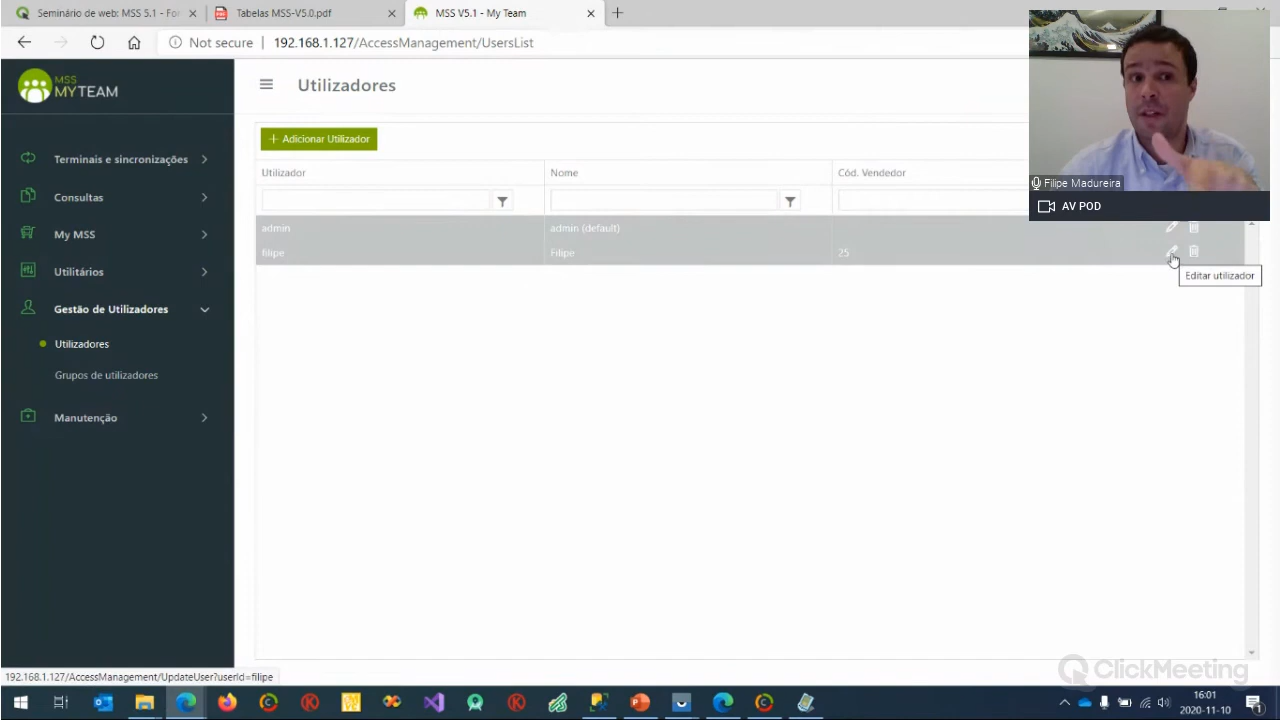 Seminário de web: MSS 5.1 - For
Tabelas MSS-V5.0.pdf
MSS V5.1 - My Team
Not secure
192.168.1.127/AccessManagement/UsersList
MSS
MYTEAM
Utilizadores
Terminais e sincronizações
Consultas
My MSS
Utilitários
Gestão de Utilizadores
Utilizadores
Grupos de utilizadores
Manutenção
+ Adicionar Utilizador
Utilizador
Nome
Cód. Vendedor
admin
admin (default)
filipe
Filipe
25
Editar utilizador
Filipe Madureira
AV POD
192.168.1.127/AccessManagement/UpdateUser?userId=filipe
ClickMeeting
16:01
2020-11-10
1